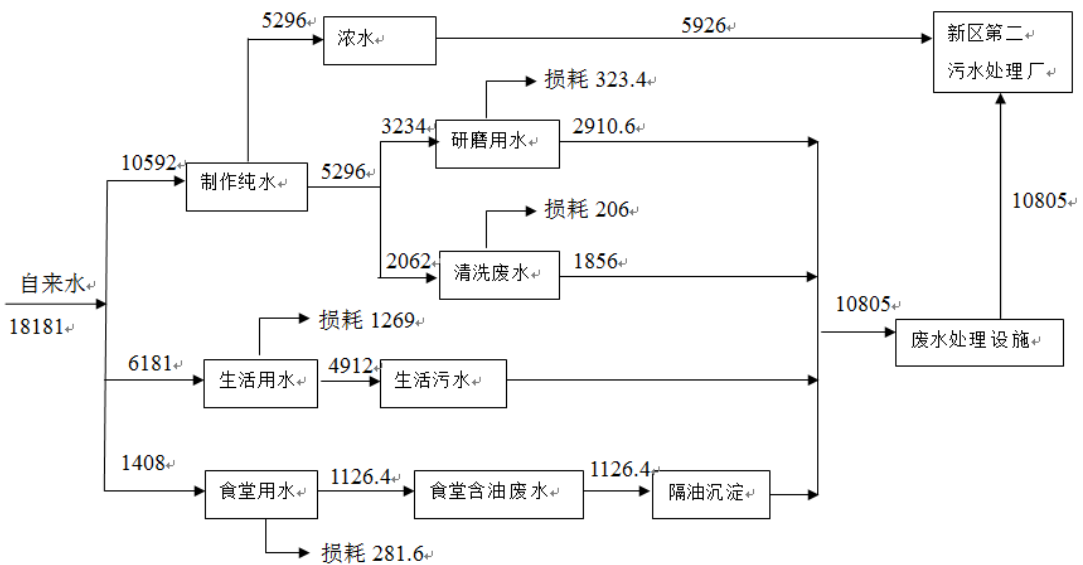 5296
浓水
5926
新区第二
污水处理厂
损耗 323.4
3234
研磨用水
2910.6
10592
制作纯水
5296
损耗 206
10805
2062
清洗废水
1856
自来水
18181
10805
废水处理设施
损耗 1269
6181
生活用水
4912
生活污水
1408
食堂用水
1126.4
食堂含油废水
1126.4
隔油沉淀
损耗 281.6